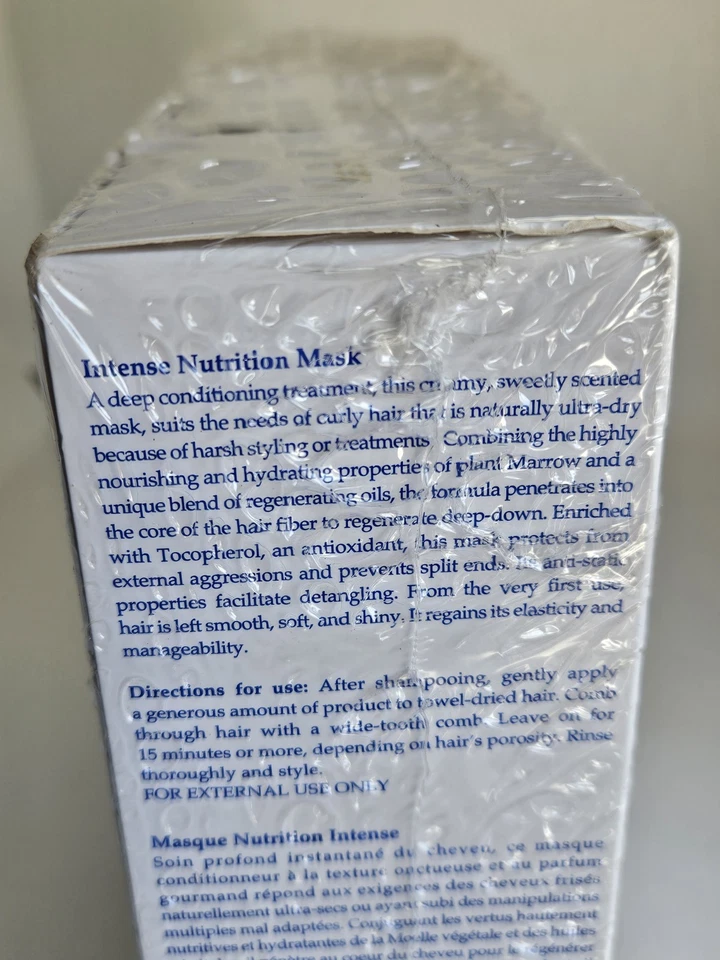 Intense Nutrition Mask
A deep conditioning treatment, this creamy, sweetly scented
mask, suits the needs of curly hair that is naturally ultra-dry
because of harsh styling or treatments. Combining the highly
nourishing and hydrating properties of plant Marrow and a
unique blend of regenerating oils, the formula penetrates into
the core of the hair fiber to regenerate deep-down. Enriched
with Tocopherol, an antioxidant, this mask protects from
external aggressions and prevents split ends. Its anti-static
properties facilitate detangling. From the very first use,
hair is left smooth, soft, and shiny. It regains its elasticity and
manageability.
Directions for use: After shampooing, gently apply
a generous amount of product to towel-dried hair. Comb
through hair with a wide-tooth comb. Leave on for
15 minutes or more, depending on hair's porosity. Rinse
thoroughly and style.
FOR EXTERNAL USE ONLY
Masque Nutrition Intense
Soin profond instantané du cheveu, ce masque
conditionneur à la texture onctueuse et au parfum
gourmand répond aux exigences des cheveux frisés
naturellement ultra-secs ou ayant subi des manipulations
multiples mal adaptées. Conjuguant les vertus hautement
nutritives et hydratantes de la Moelle végétale et des huiles
au coeur du cheveu pour le régénérer